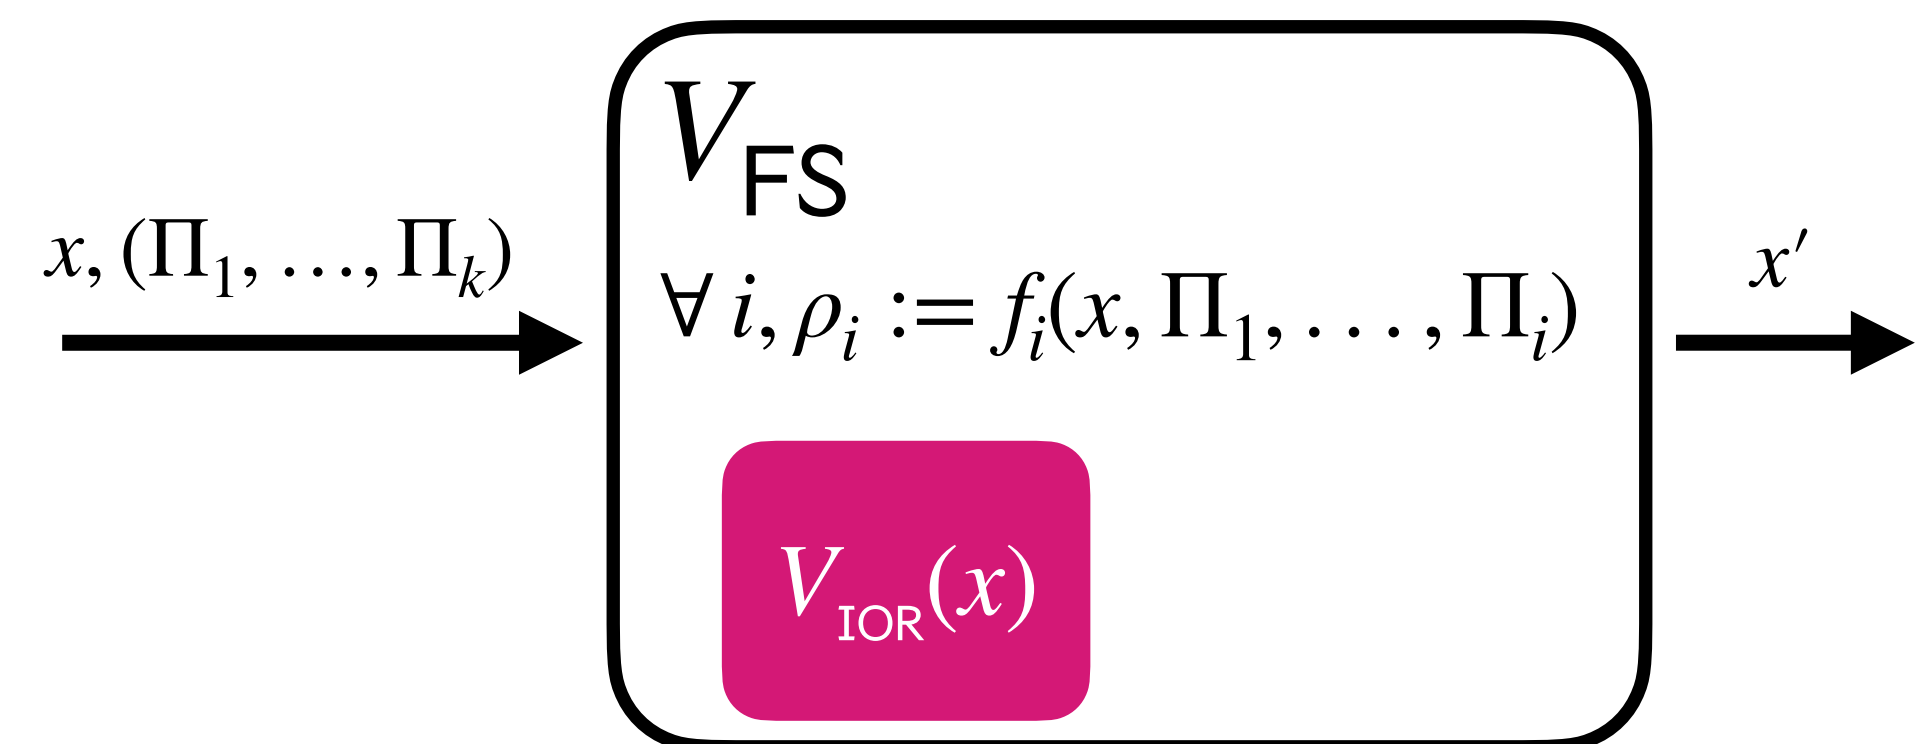 V_FS
x, (Π_1, …, Π_k)
∀ i, ρ_i := f_i(x, Π_1, . . . , Π_i)
x′
V_IOR(x)